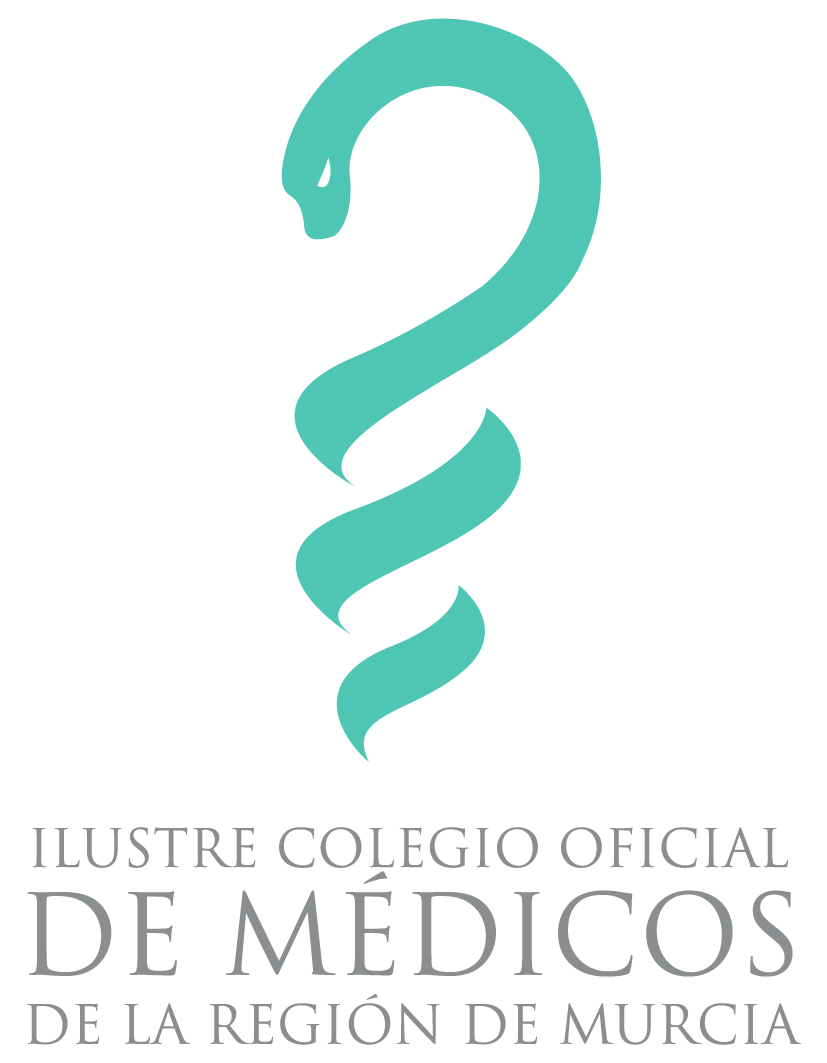 ILUSTRE COLEGIO OFICIAL
DE MÉDICOS
DE LA REGIÓN DE MURCIA